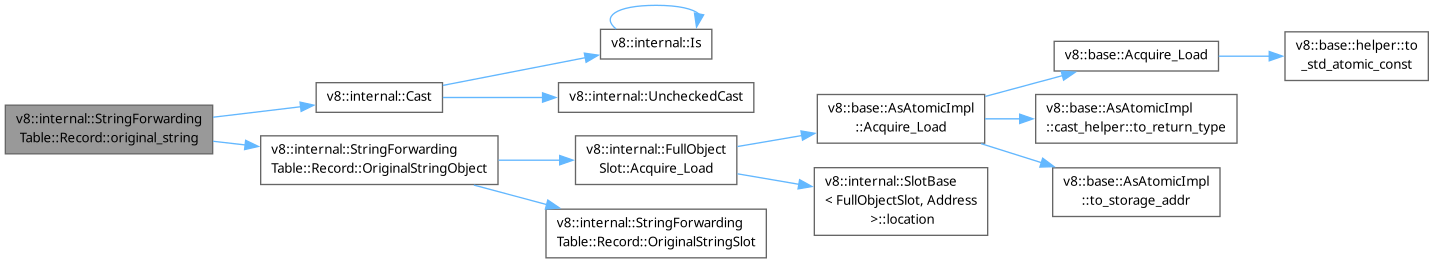 v8::internal::StringForwarding
Table::Record::original_string
v8::internal::Cast
v8::internal::Is
v8::internal::UncheckedCast
v8::internal::StringForwarding
Table::Record::OriginalStringObject
v8::internal::FullObject
Slot::Acquire_Load
v8::base::AsAtomicImpl
::Acquire_Load
v8::base::Acquire_Load
v8::base::helper::to
_std_atomic_const
v8::base::AsAtomicImpl
::cast_helper::to_return_type
v8::base::AsAtomicImpl
::to_storage_addr
v8::internal::SlotBase
< FullObjectSlot, Address
>::location
v8::internal::StringForwarding
Table::Record::OriginalStringSlot